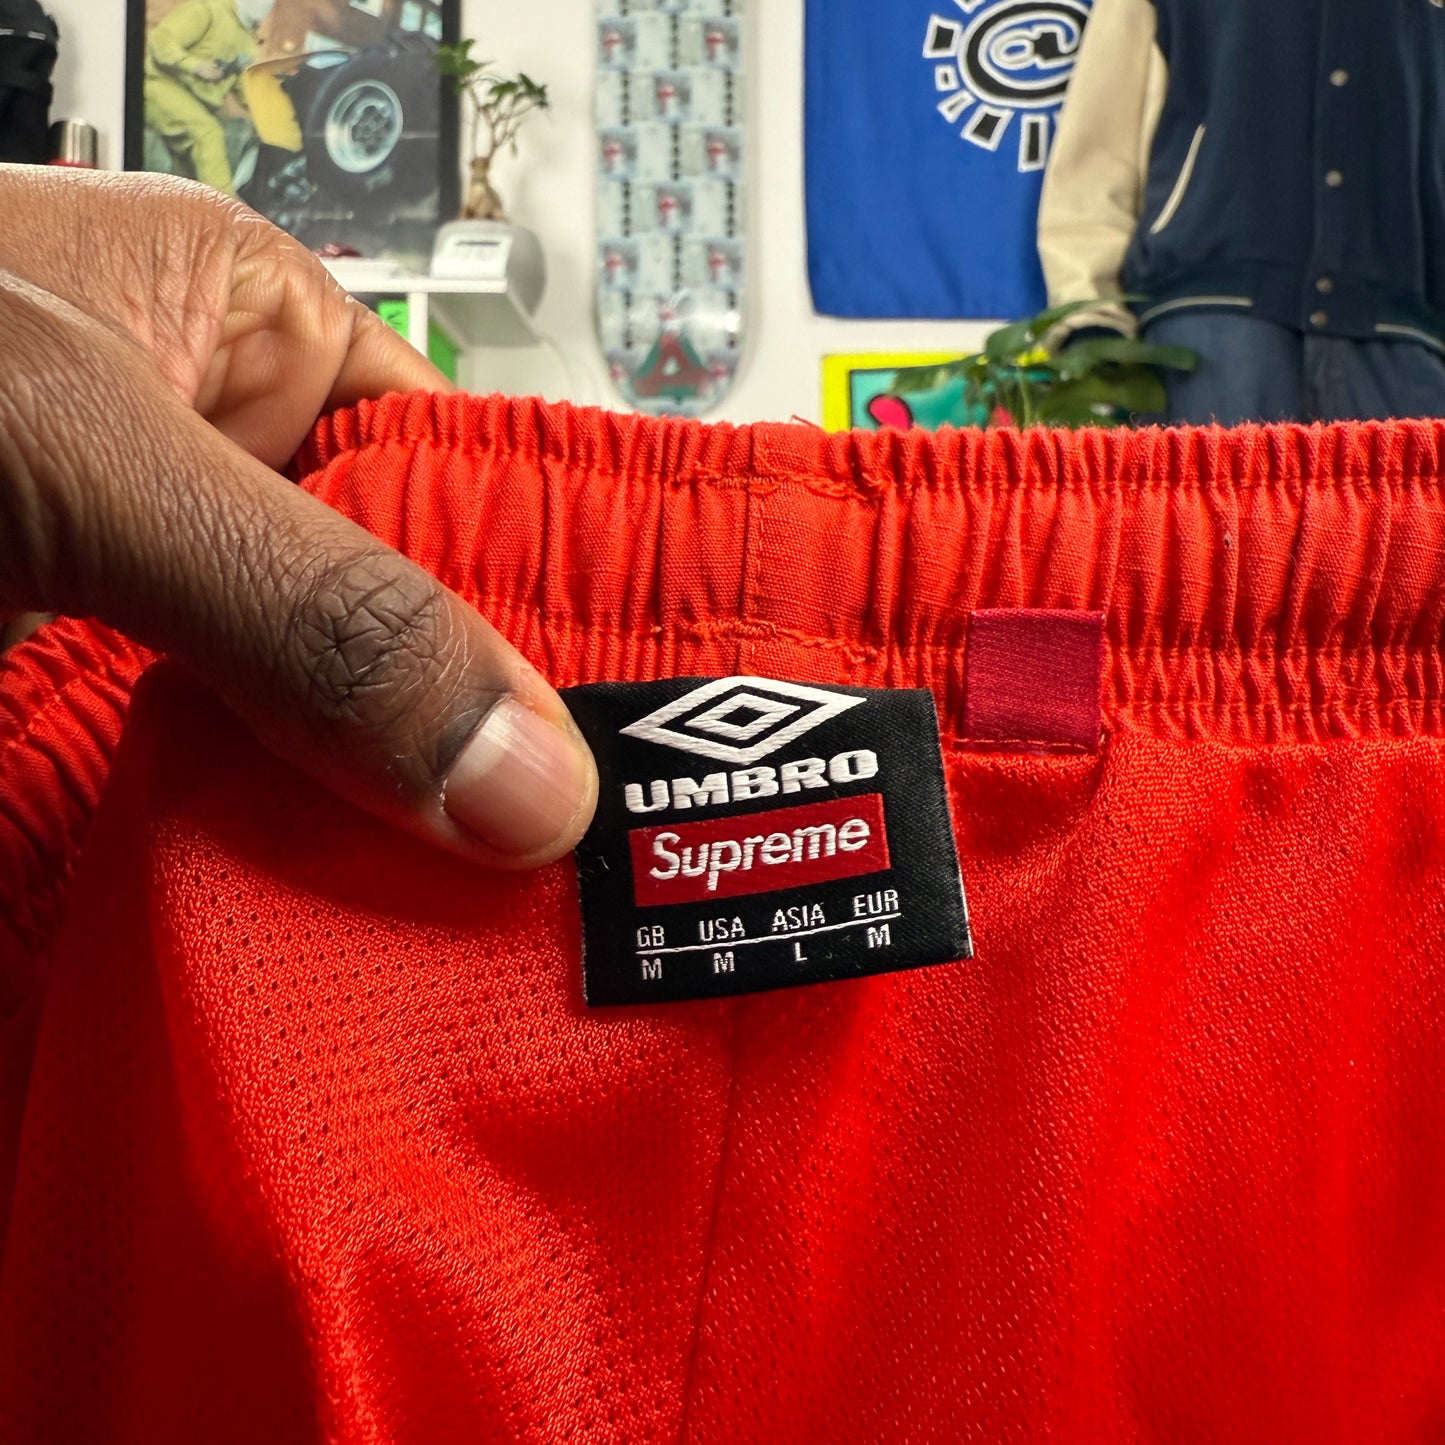 @
UMBRO
Supreme
GB USA ASIA EUR
M M L M